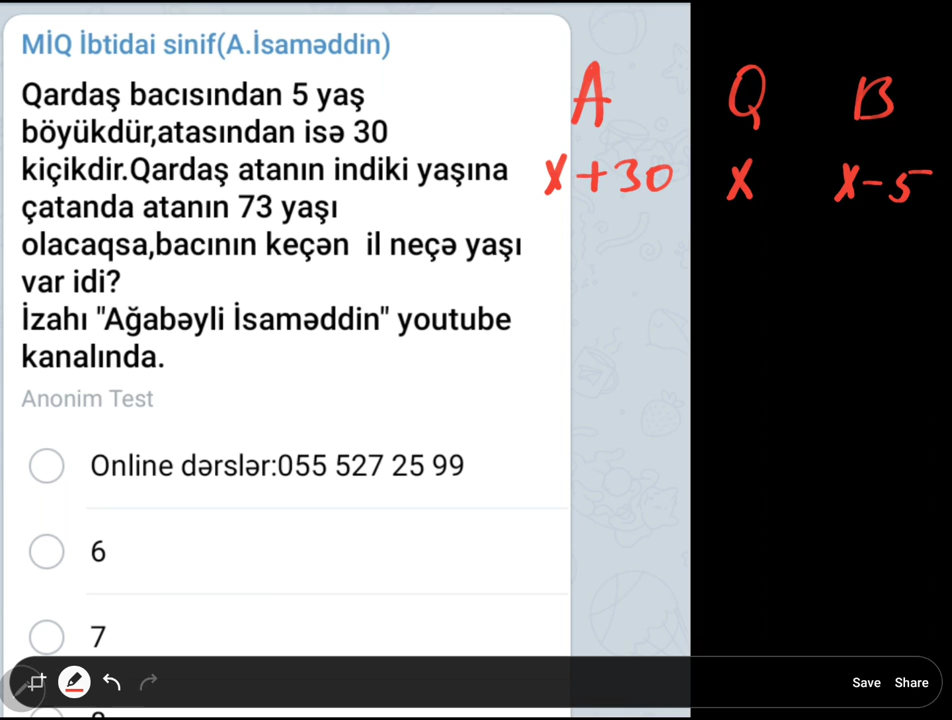 MİQ İbtidai sinif(A.İsaməddin)
Qardaş bacısından 5 yaş
böyükdür,atasından isə 30
kiçikdir.Qardaş atanın indiki yaşına
çatanda atanın 73 yaşı
olacaqsa,bacının keçən il neçə yaşı
var idi?
İzahı "Ağabəyli İsaməddin" youtube
kanalında.
Anonim Test
Online dərslər:055 527 25 99
6
7
A Q B
x+30 x x-5
Save Share